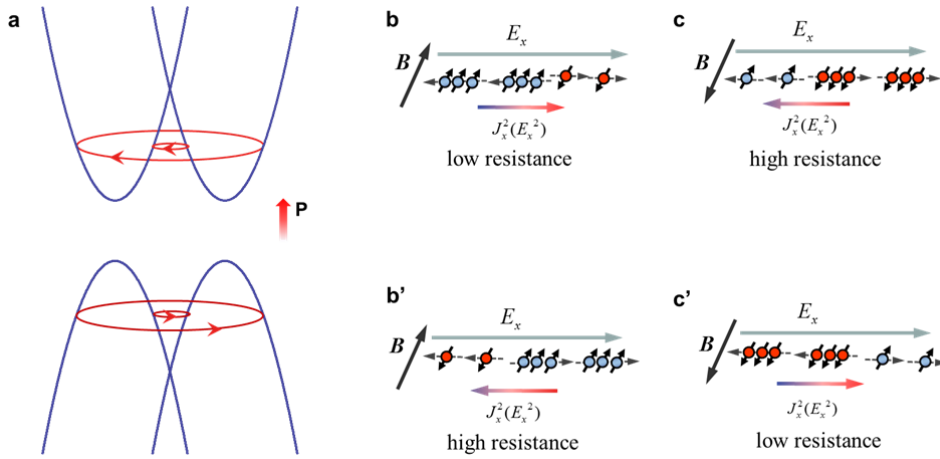 a
P
b
E_x
B
J_x^2(E_x^2)
low resistance
c
E_x
B
J_x^2(E_x^2)
high resistance
b’
E_x
B
J_x^2(E_x^2)
high resistance
c’
E_x
B
J_x^2(E_x^2)
low resistance